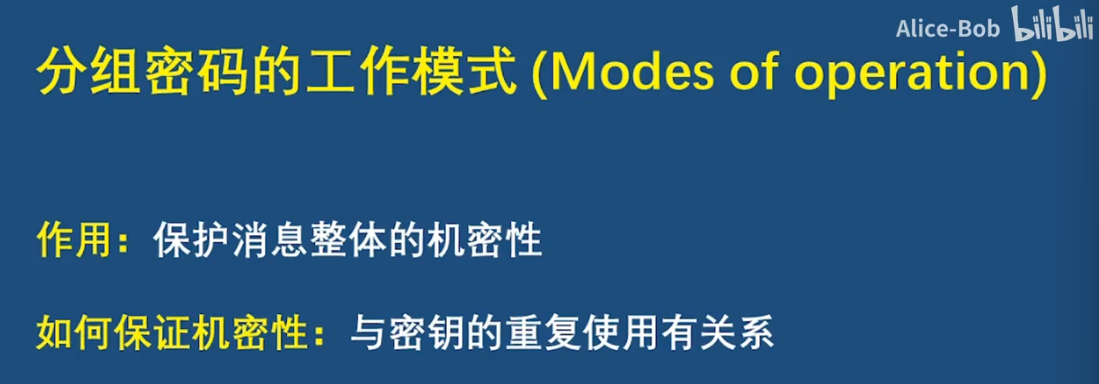 Alice-Bob bilibili
分组密码的工作模式 (Modes of operation)
作用：保护消息整体的机密性
如何保证机密性：与密钥的重复使用有关系